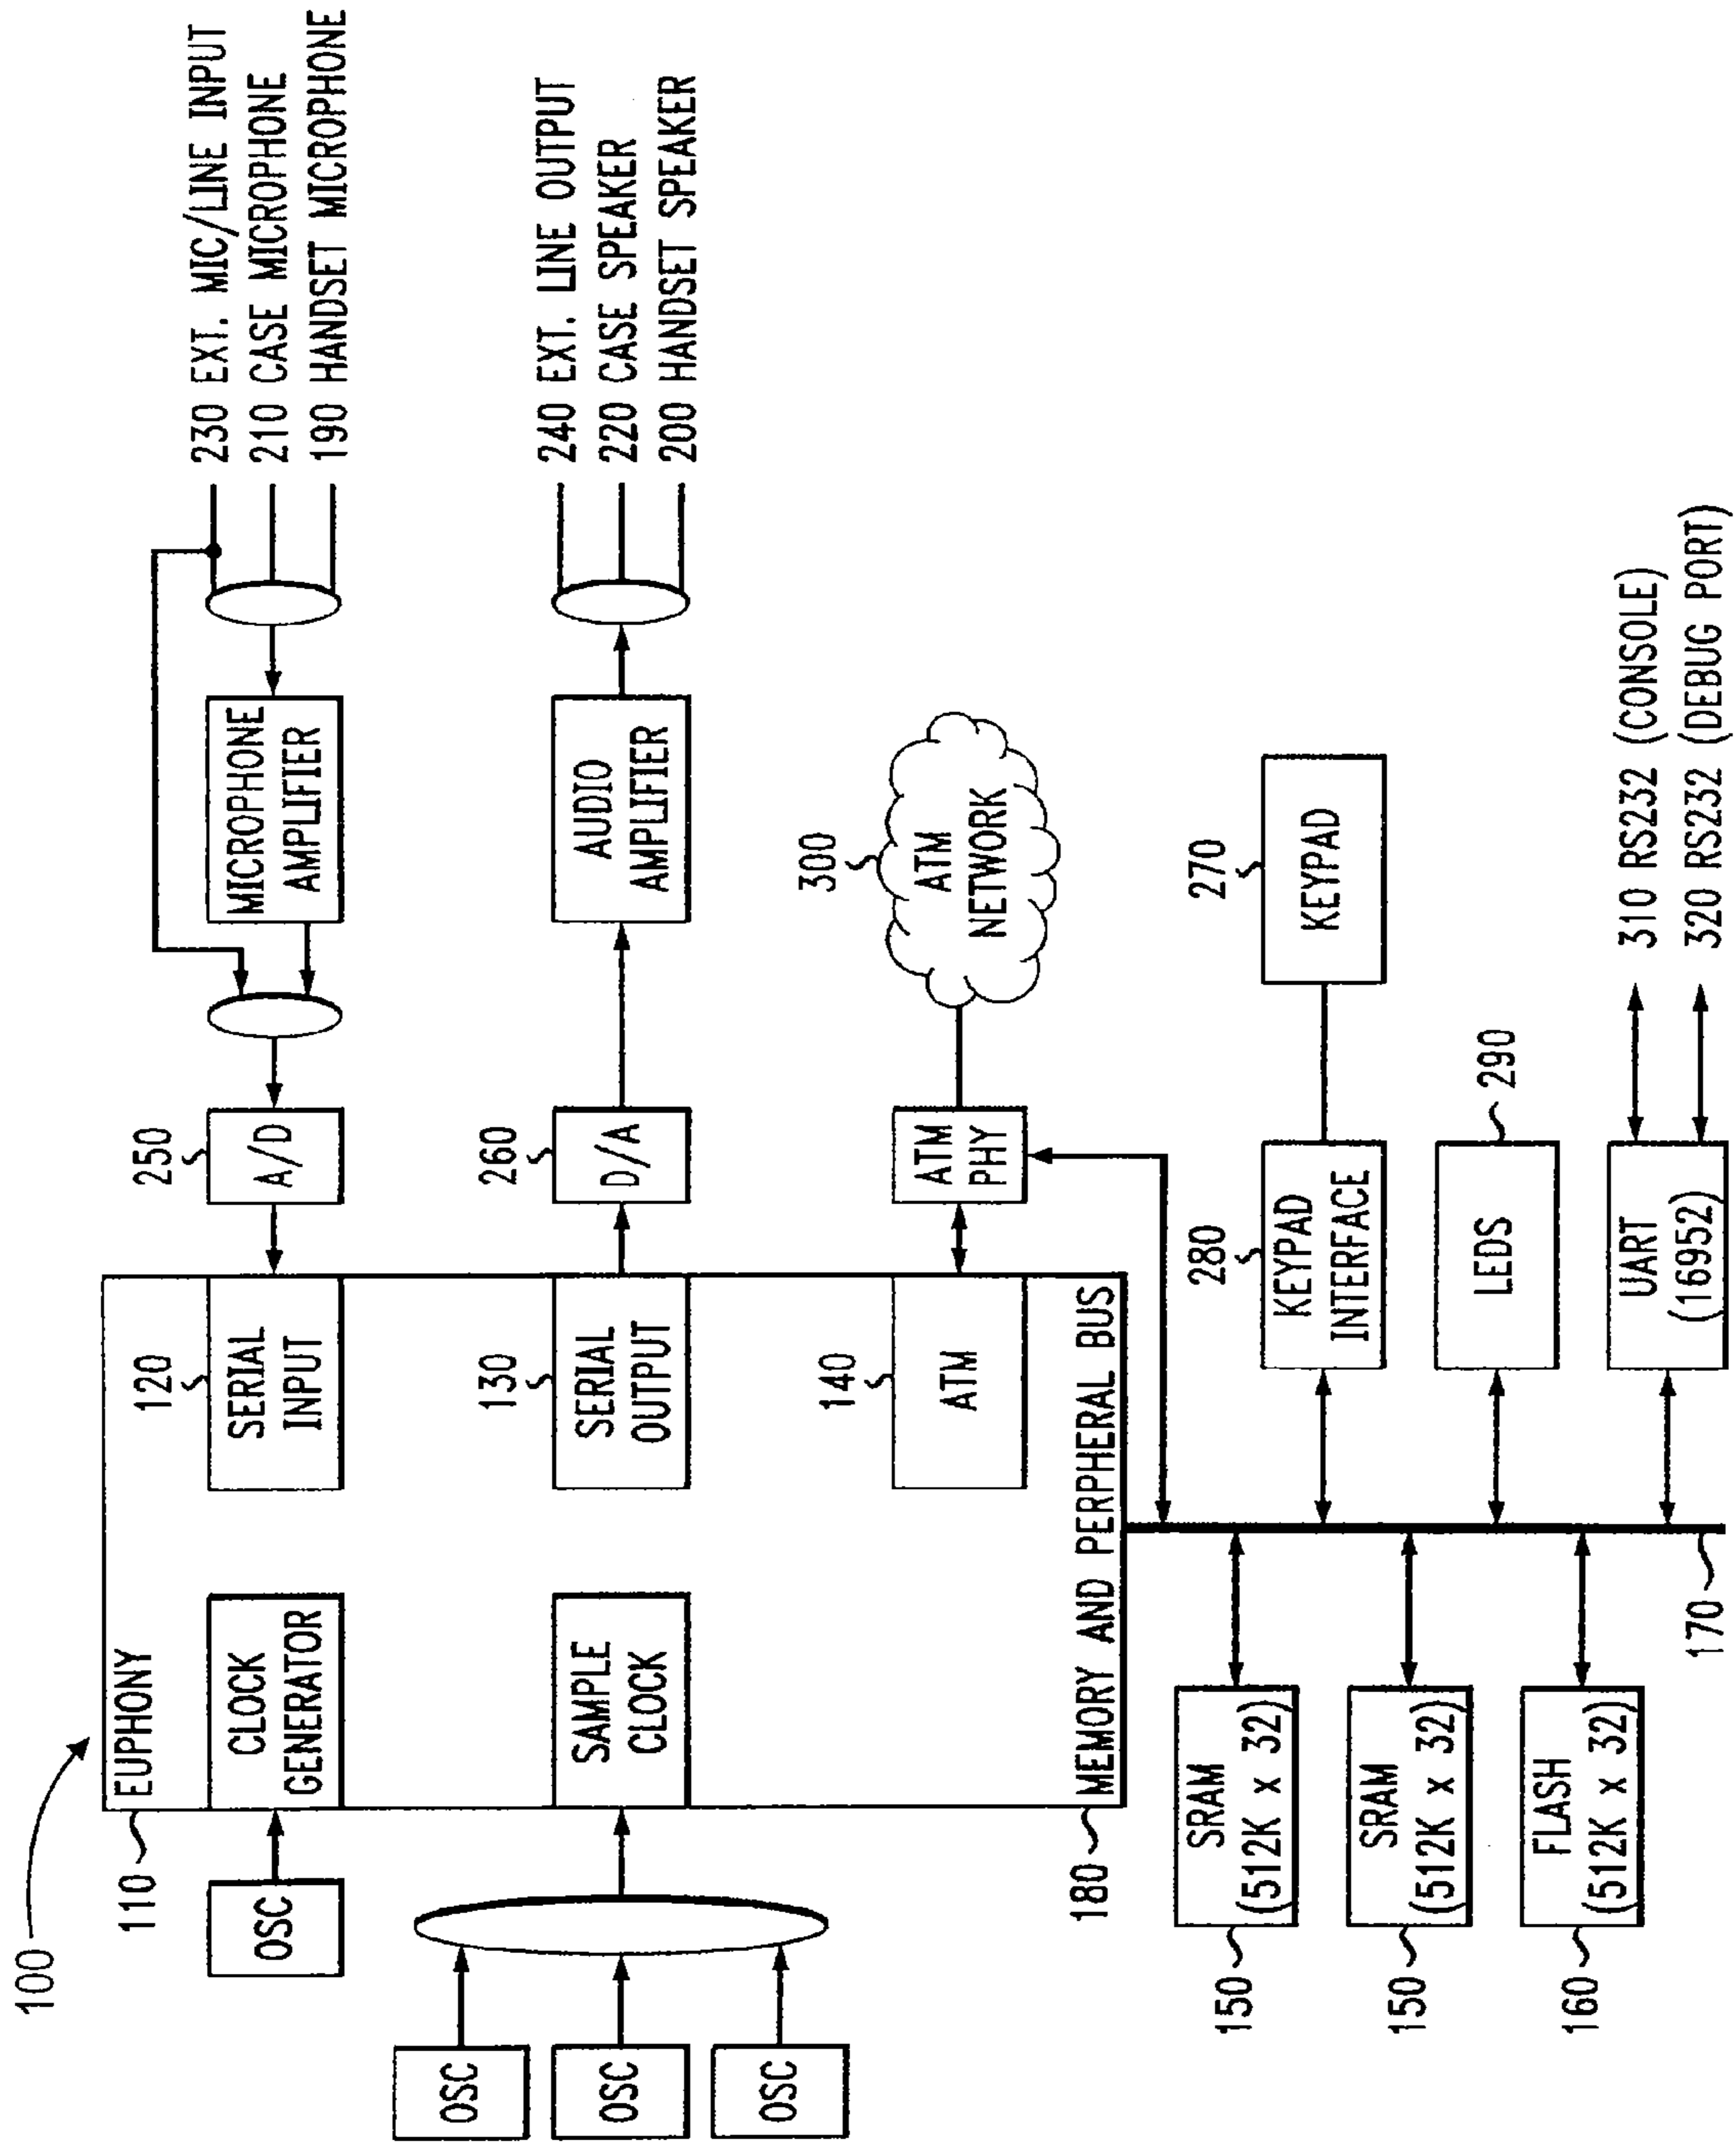 100
110
EUPHONY
OSC
CLOCK
GENERATOR
120
SERIAL
INPUT
250
A/D
MICROPHONE
AMPLIFIER
230 EXT. MIC/LINE INPUT
210 CASE MICROPHONE
190 HANDSET MICROPHONE
OSC
OSC
OSC
SAMPLE
CLOCK
130
SERIAL
OUTPUT
260
D/A
AUDIO
AMPLIFIER
240 EXT. LINE OUTPUT
220 CASE SPEAKER
200 HANDSET SPEAKER
140
ATM
ATM
PHY
300
ATM
NETWORK
180
MEMORY AND PERPHERAL BUS
150
SRAM
(512K x 32)
280
KEYPAD
INTERFACE
270
KEYPAD
150
SRAM
(512K x 32)
LEDS
290
160
FLASH
(512K x 32)
170
UART
(16952)
310 RS232 (CONSOLE)
320 RS232 (DEBUG PORT)